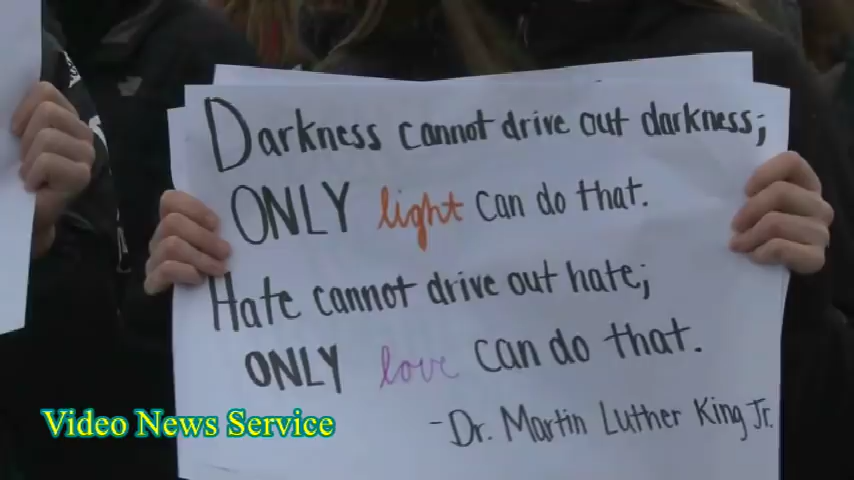 Darkness cannot drive out darkness;
ONLY light can do that.
Hate cannot drive out hate;
ONLY love can do that.
-Dr. Martin Luther King Jr.
Video News Service